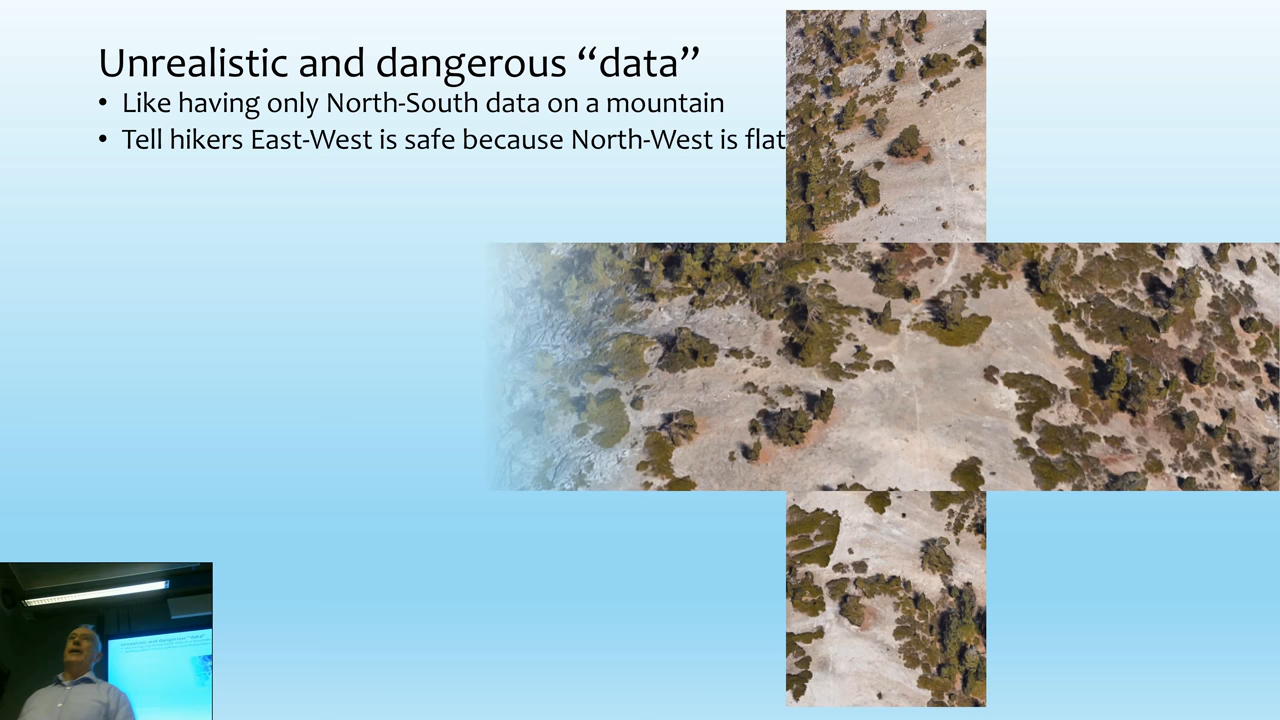 Unrealistic and dangerous “data”
• Like having only North-South data on a mountain
• Tell hikers East-West is safe because North-West is flat